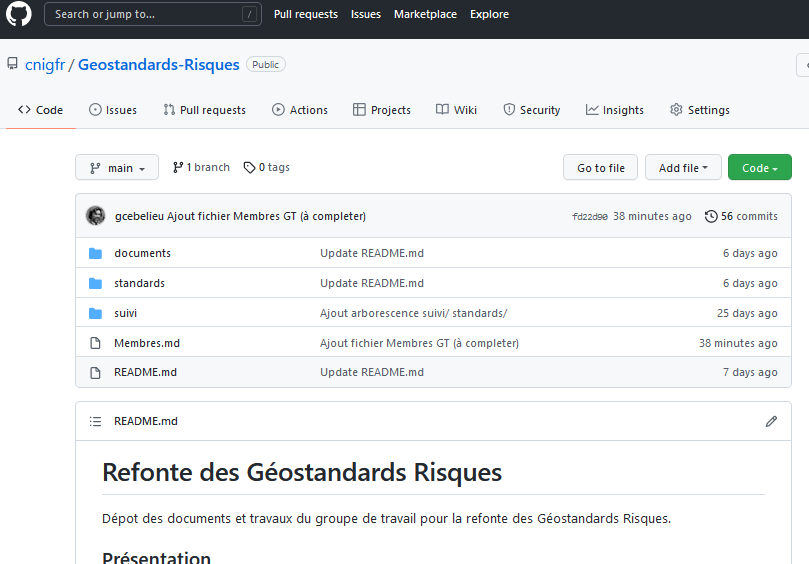 Search or jump to... /
Pull requests Issues Marketplace Explore
cnigfr / Geostandards-Risques Public
Code Issues Pull requests Actions Projects Wiki Security Insights Settings
main 1 branch 0 tags Go to file Add file Code
gcebelieu Ajout fichier Membres GT (à completer) fd22d90 38 minutes ago 56 commits
documents Update README.md 6 days ago
standards Update README.md 6 days ago
suivi Ajout arborescence suivi/ standards/ 25 days ago
Membres.md Ajout fichier Membres GT (à completer) 38 minutes ago
README.md Update README.md 7 days ago
README.md
Refonte des Géostandards Risques
Dépot des documents et travaux du groupe de travail pour la refonte des Géostandards Risques.
Présentation